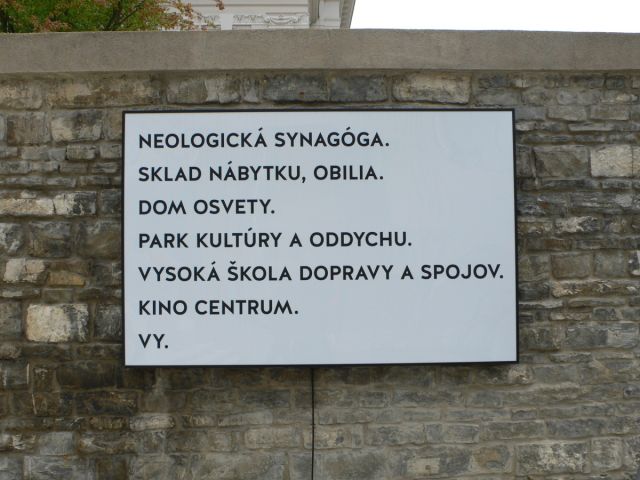 NEOLOGICKÁ SYNAGÓGA.
SKLAD NÁBYTKU, OBILIA.
DOM OSVETY.
PARK KULTÚRY A ODDYCHU.
VYSOKÁ ŠKOLA DOPRAVY A SPOJOV.
KINO CENTRUM.
VY.